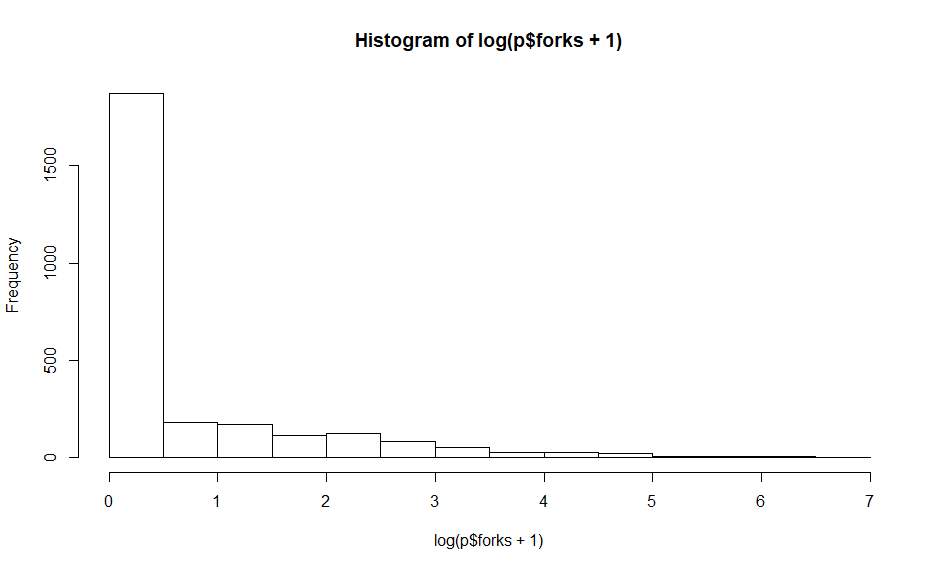 Histogram of log(p$forks + 1)
Frequency
1500
1000
500
0
0 1 2 3 4 5 6 7
log(p$forks + 1)